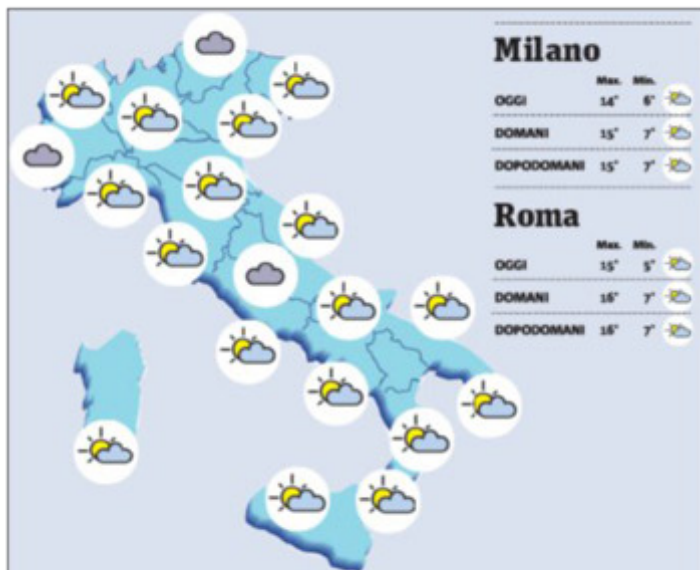 Milano
Max. Min.
OGGI 14° 6°
DOMANI 15° 7°
DOPODOMANI 15° 7°
Roma
Max. Min.
OGGI 15° 5°
DOMANI 16° 7°
DOPODOMANI 16° 7°